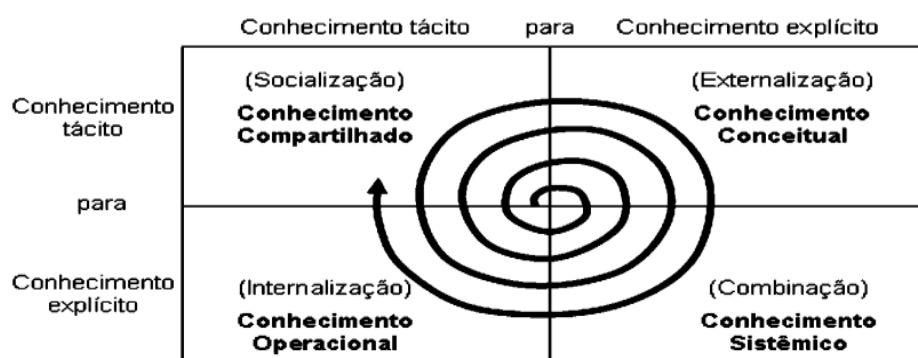 Conhecimento tácito para Conhecimento explícito
Conhecimento
tácito
(Socialização)
Conhecimento
Compartilhado
(Externalização)
Conhecimento
Conceitual
para
Conhecimento
explícito
(Internalização)
Conhecimento
Operacional
(Combinação)
Conhecimento
Sistêmico